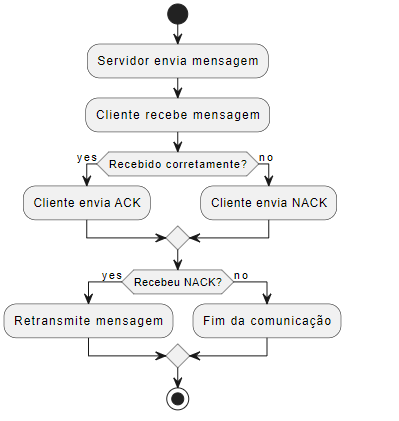 Servidor envia mensagem
Cliente recebe mensagem
yes
Recebido corretamente?
no
Cliente envia ACK
Cliente envia NACK
yes
Recebeu NACK?
no
Retransmite mensagem
Fim da comunicação